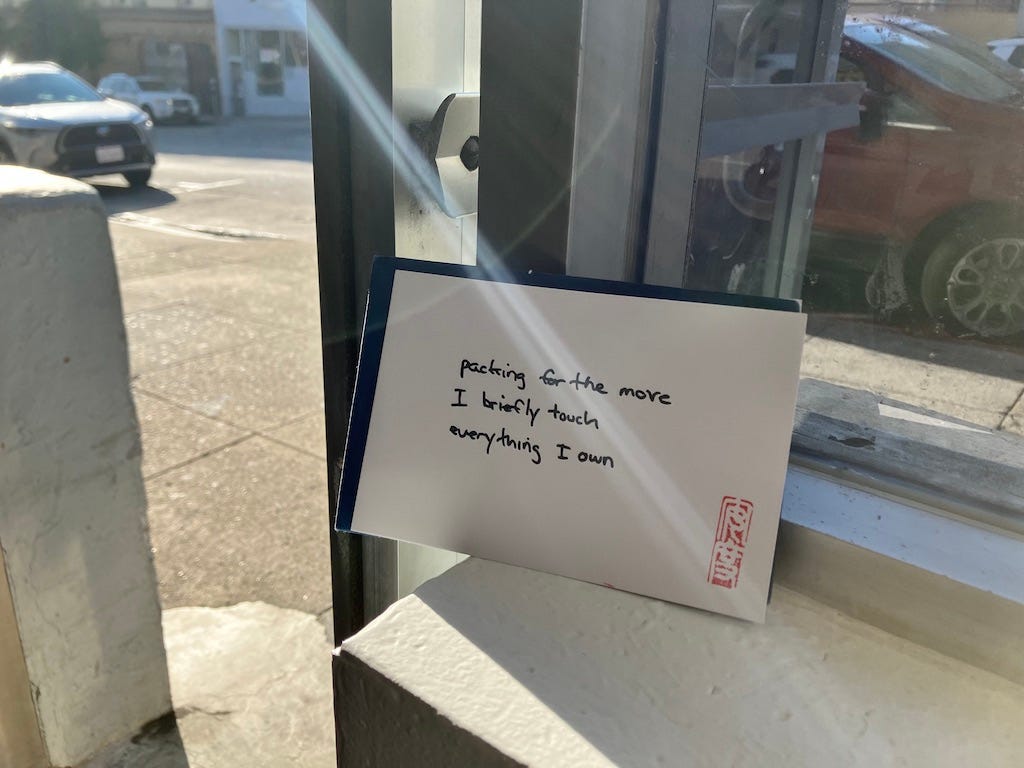 packing for the move
I briefly touch
everything I own